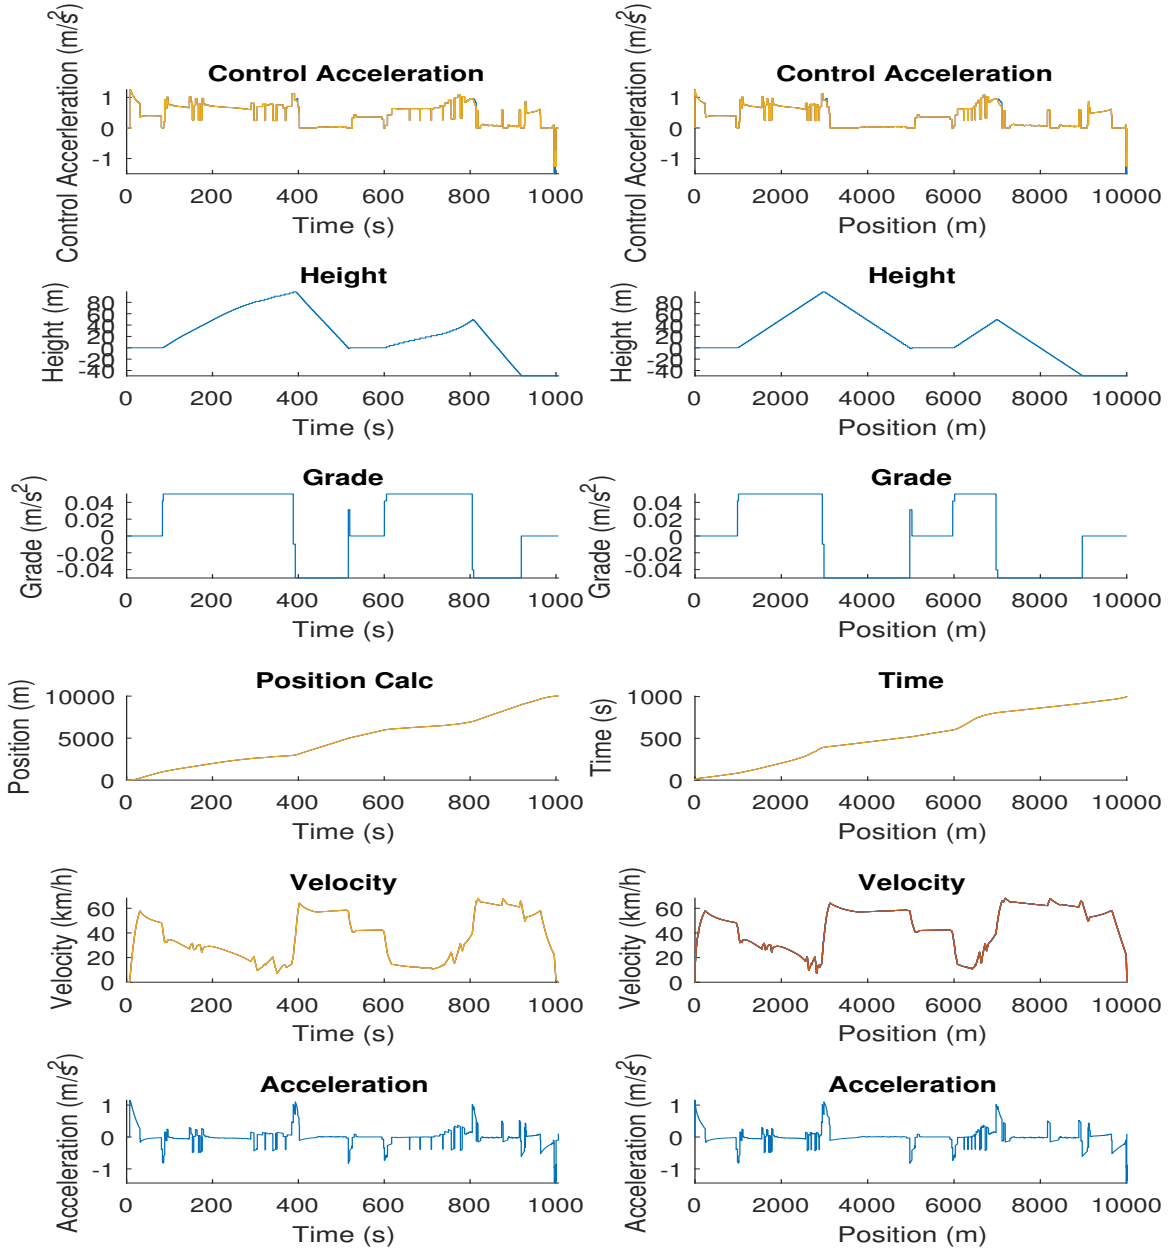 Control Acceleration
Control Accerleration (m/s²)
1
0
-1
0 200 400 600 800 1000
Time (s)
Control Acceleration
Control Accerleration (m/s²)
1
0
-1
0 2000 4000 6000 8000 10000
Position (m)
Height
Height (m)
80
60
40
20
0
-20
-40
0 200 400 600 800 1000
Time (s)
Height
Height (m)
80
60
40
20
0
-20
-40
0 2000 4000 6000 8000 10000
Position (m)
Grade
Grade (m/s²)
0.04
0.02
0
-0.02
-0.04
0 200 400 600 800 1000
Time (s)
Grade
Grade (m/s²)
0.04
0.02
0
-0.02
-0.04
0 2000 4000 6000 8000 10000
Position (m)
Position Calc
Position (m)
10000
5000
0
0 200 400 600 800 1000
Time (s)
Time
Time (s)
1000
500
0
0 2000 4000 6000 8000 10000
Position (m)
Velocity
Velocity (km/h)
60
40
20
0
0 200 400 600 800 1000
Time (s)
Velocity
Velocity (km/h)
60
40
20
0
0 2000 4000 6000 8000 10000
Position (m)
Acceleration
Acceleration (m/s²)
1
0
-1
0 200 400 600 800 1000
Time (s)
Acceleration
Acceleration (m/s²)
1
0
-1
0 2000 4000 6000 8000 10000
Position (m)